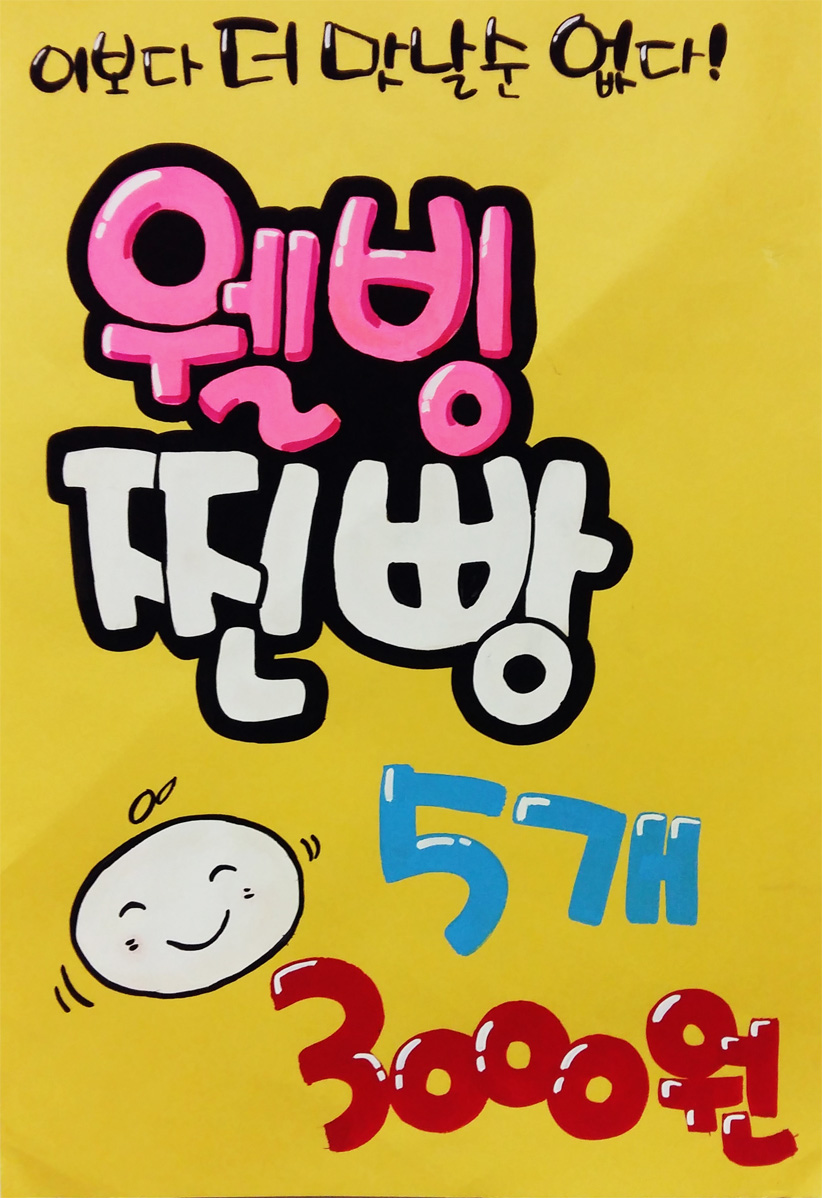 이보다 더 맛날순 없다!
웰빙
찐빵
5개
3000원